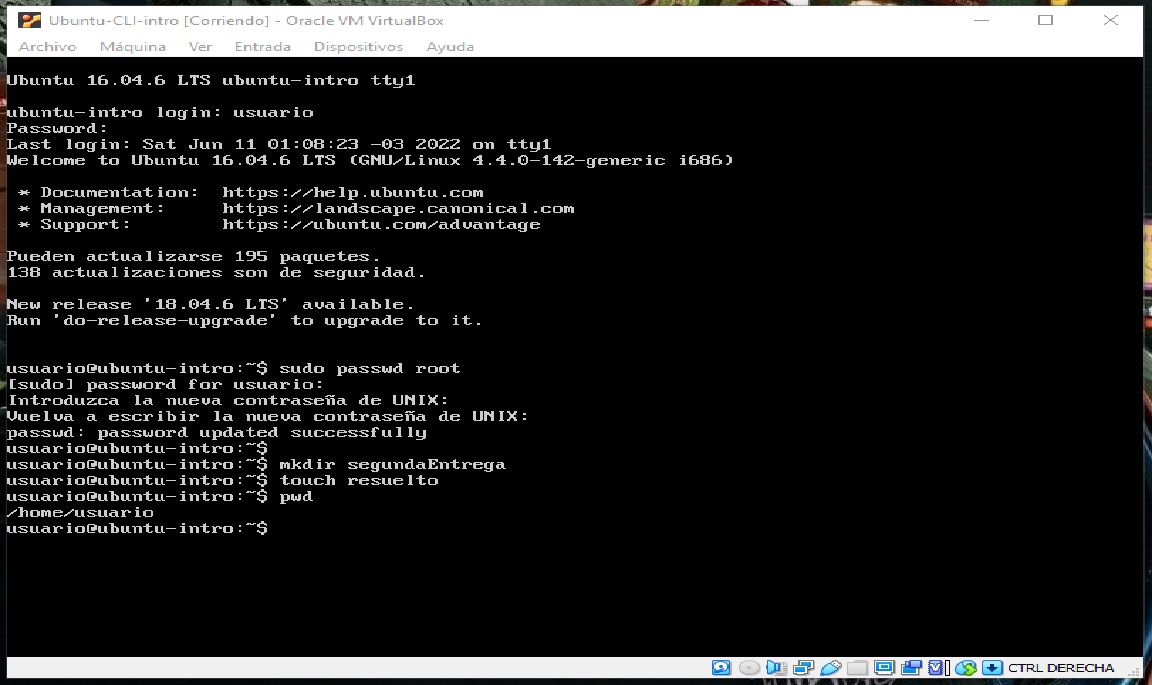 Ubuntu-CLI-intro [Corriendo] - Oracle VM VirtualBox
Archivo Máquina Ver Entrada Dispositivos Ayuda
Ubuntu 16.04.6 LTS ubuntu-intro tty1
ubuntu-intro login: usuario
Password:
Last login: Sat Jun 11 01:08:23 -03 2022 on tty1
Welcome to Ubuntu 16.04.6 LTS (GNU/Linux 4.4.0-142-generic i686)
* Documentation: https://help.ubuntu.com
* Management: https://landscape.canonical.com
* Support: https://ubuntu.com/advantage
Pueden actualizarse 195 paquetes.
138 actualizaciones son de seguridad.
New release '18.04.6 LTS' available.
Run 'do-release-upgrade' to upgrade to it.
usuario@ubuntu-intro:~$ sudo passwd root
[sudo] password for usuario:
Introduzca la nueva contraseña de UNIX:
Vuelva a escribir la nueva contraseña de UNIX:
passwd: password updated successfully
usuario@ubuntu-intro:~$
usuario@ubuntu-intro:~$ mkdir segundaEntrega
usuario@ubuntu-intro:~$ touch resuelto
usuario@ubuntu-intro:~$ pwd
/home/usuario
usuario@ubuntu-intro:~$
CTRL DERECHA